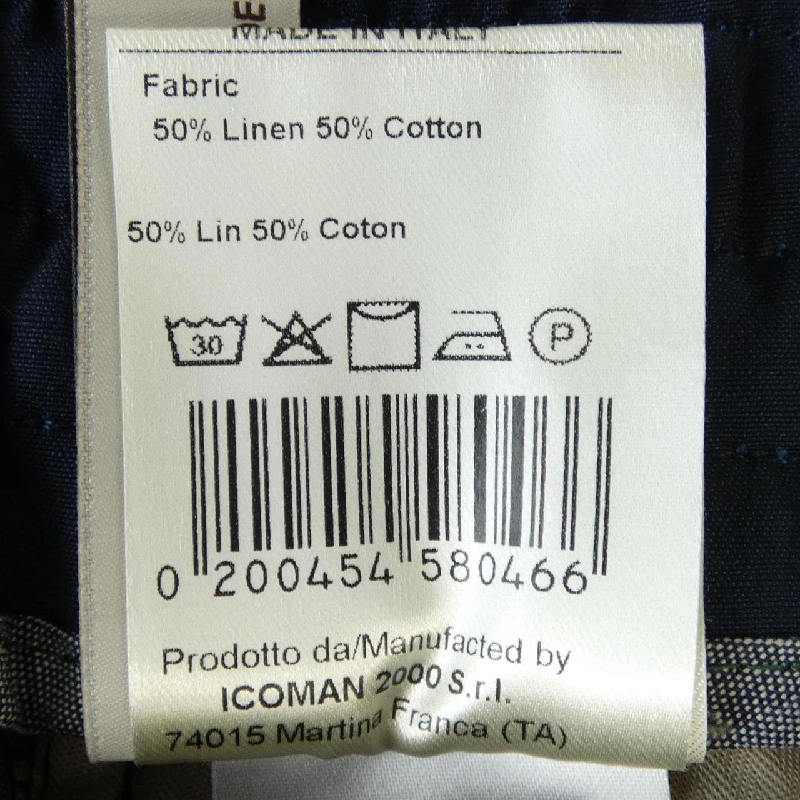 MADE IN ITALY
Fabric
50% Linen 50% Cotton
50% Lin 50% Coton
30 P
0 200454 580466
Prodotto da/Manufacted by
ICOMAN 2000 S.r.l.
74015 Martina Franca (TA)